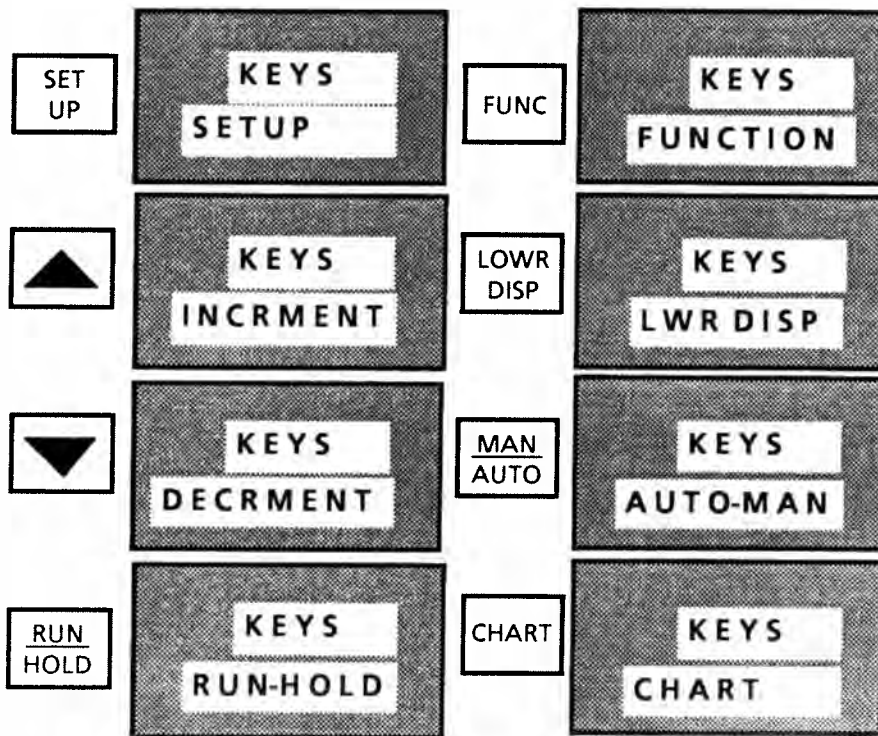 SET
UP
KEYS
SETUP
FUNC
KEYS
FUNCTION
KEYS
INCRMENT
LOWR
DISP
KEYS
LWR DISP
KEYS
DECRMENT
MAN
AUTO
KEYS
AUTO-MAN
RUN
HOLD
KEYS
RUN-HOLD
CHART
KEYS
CHART